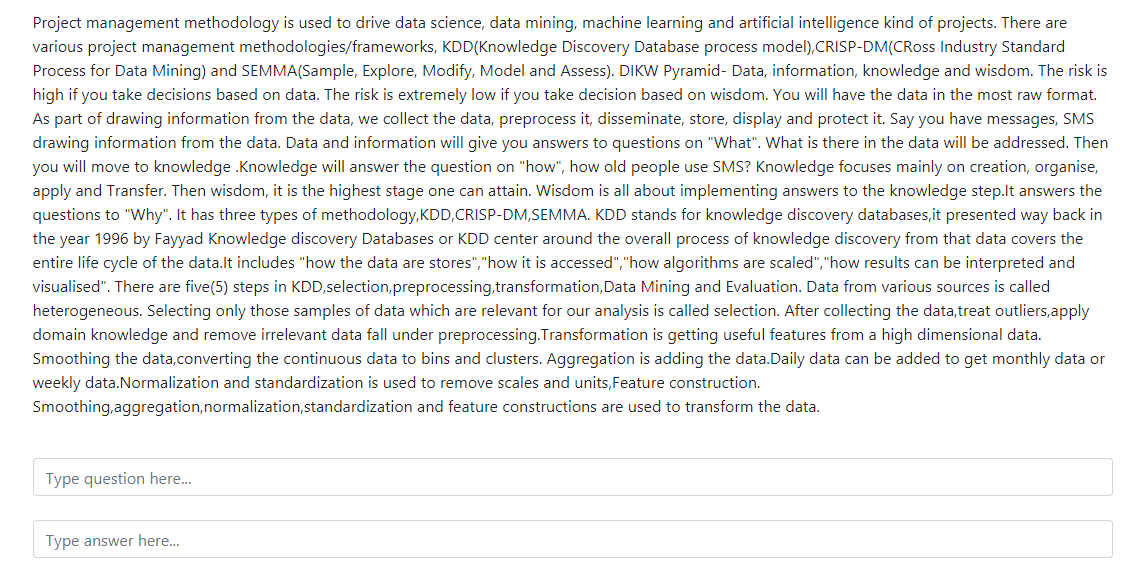 Project management methodology is used to drive data science, data mining, machine learning and artificial intelligence kind of projects. There are
various project management methodologies/frameworks, KDD(Knowledge Discovery Database process model),CRISP-DM(CRoss Industry Standard
Process for Data Mining) and SEMMA(Sample, Explore, Modify, Model and Assess). DIKW Pyramid- Data, information, knowledge and wisdom. The risk is
high if you take decisions based on data. The risk is extremely low if you take decision based on wisdom. You will have the data in the most raw format.
As part of drawing information from the data, we collect the data, preprocess it, disseminate, store, display and protect it. Say you have messages, SMS
drawing information from the data. Data and information will give you answers to questions on "What". What is there in the data will be addressed. Then
you will move to knowledge .Knowledge will answer the question on "how", how old people use SMS? Knowledge focuses mainly on creation, organise,
apply and Transfer. Then wisdom, it is the highest stage one can attain. Wisdom is all about implementing answers to the knowledge step.It answers the
questions to "Why". It has three types of methodology,KDD,CRISP-DM,SEMMA. KDD stands for knowledge discovery databases,it presented way back in
the year 1996 by Fayyad Knowledge discovery Databases or KDD center around the overall process of knowledge discovery from that data covers the
entire life cycle of the data.It includes "how the data are stores","how it is accessed","how algorithms are scaled","how results can be interpreted and
visualised". There are five(5) steps in KDD,selection,preprocessing,transformation,Data Mining and Evaluation. Data from various sources is called
heterogeneous. Selecting only those samples of data which are relevant for our analysis is called selection. After collecting the data,treat outliers,apply
domain knowledge and remove irrelevant data fall under preprocessing.Transformation is getting useful features from a high dimensional data.
Smoothing the data,converting the continuous data to bins and clusters. Aggregation is adding the data.Daily data can be added to get monthly data or
weekly data.Normalization and standardization is used to remove scales and units,Feature construction.
Smoothing,aggregation,normalization,standardization and feature constructions are used to transform the data.
Type question here...
Type answer here...